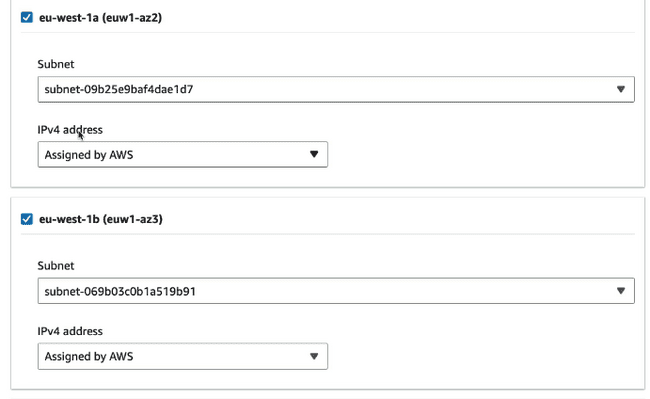 eu-west-1a (euw1-az2)
Subnet
subnet-09b25e9baf4dae1d7
IPv4 address
Assigned by AWS
eu-west-1b (euw1-az3)
Subnet
subnet-069b03c0b1a519b91
IPv4 address
Assigned by AWS